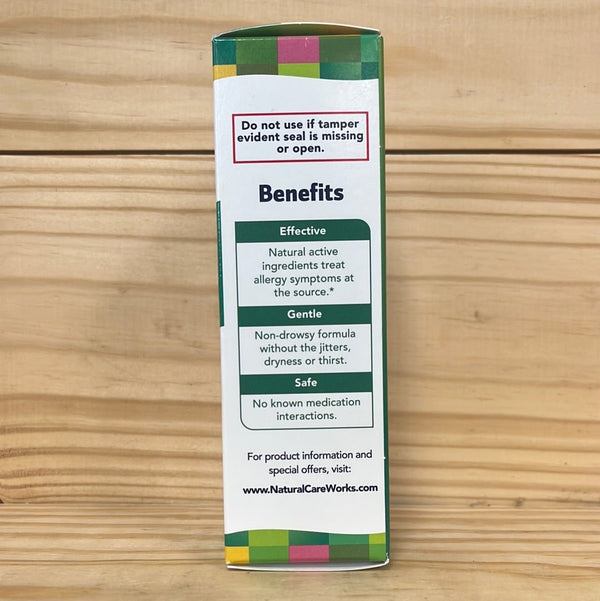 Do not use if tamper
evident seal is missing
or open.
Benefits
Effective
Natural active
ingredients treat
allergy symptoms at
the source.*
Gentle
Non-drowsy formula
without the jitters,
dryness or thirst.
Safe
No known medication
interactions.
For product information and
special offers, visit:
www.NaturalCareWorks.com